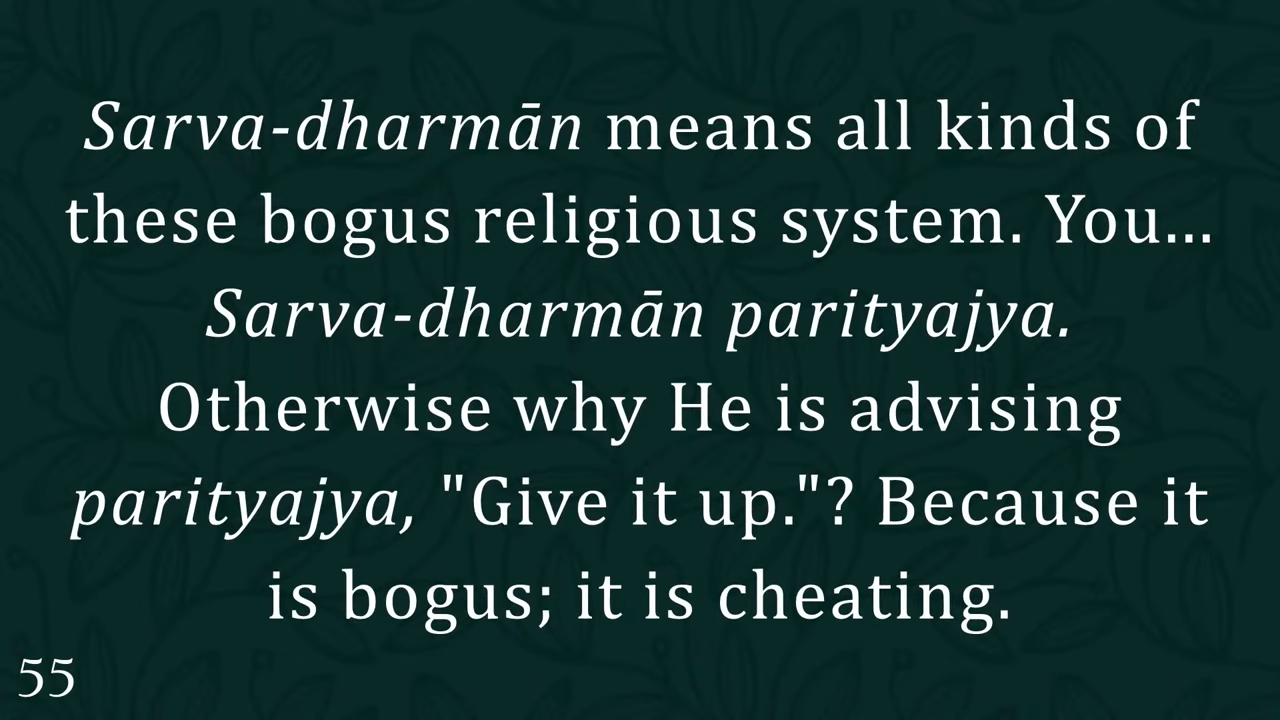 Sarva-dharmān means all kinds of
these bogus religious system. You...
Sarva-dharmān parityajya.
Otherwise why He is advising
parityajya, "Give it up."? Because it
is bogus; it is cheating.
55